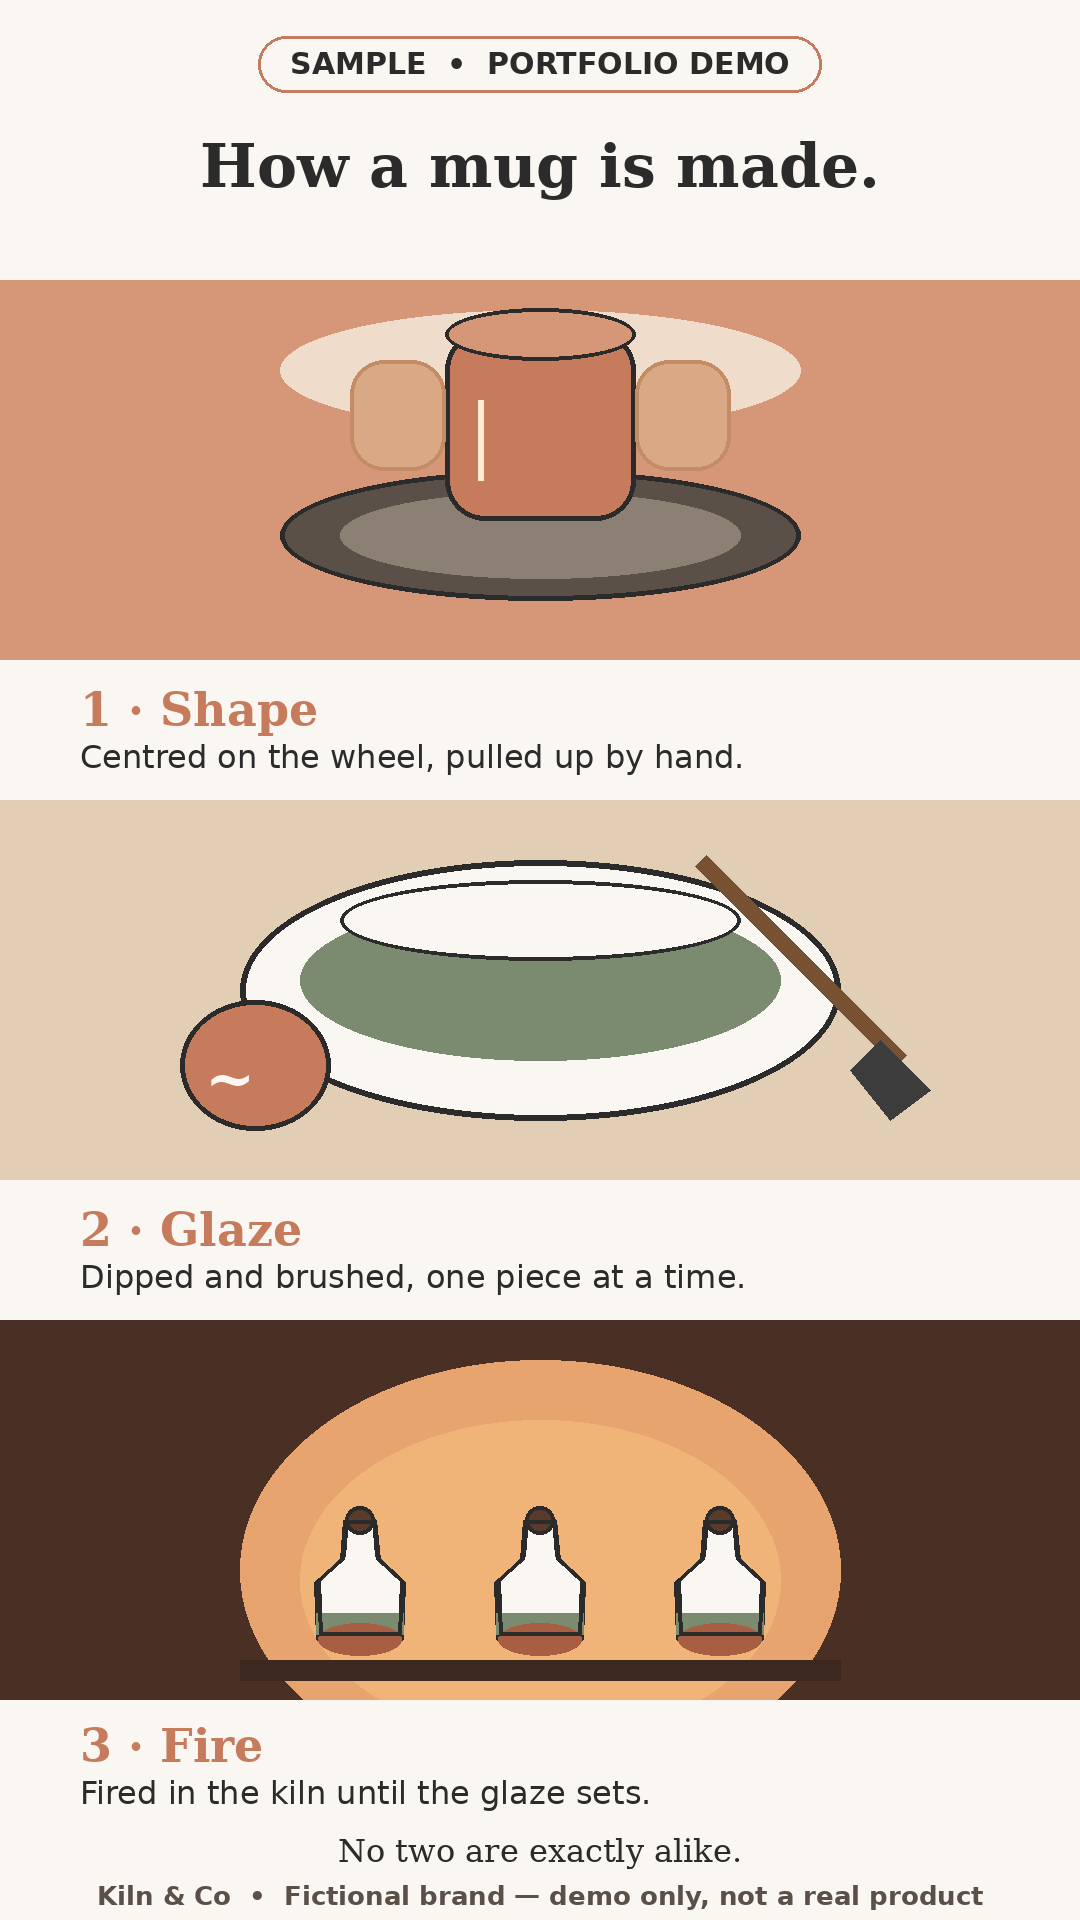 SAMPLE • PORTFOLIO DEMO
How a mug is made.
1 · Shape
Centred on the wheel, pulled up by hand.
~
2 · Glaze
Dipped and brushed, one piece at a time.
3 · Fire
Fired in the kiln until the glaze sets.
No two are exactly alike.
Kiln & Co • Fictional brand — demo only, not a real product